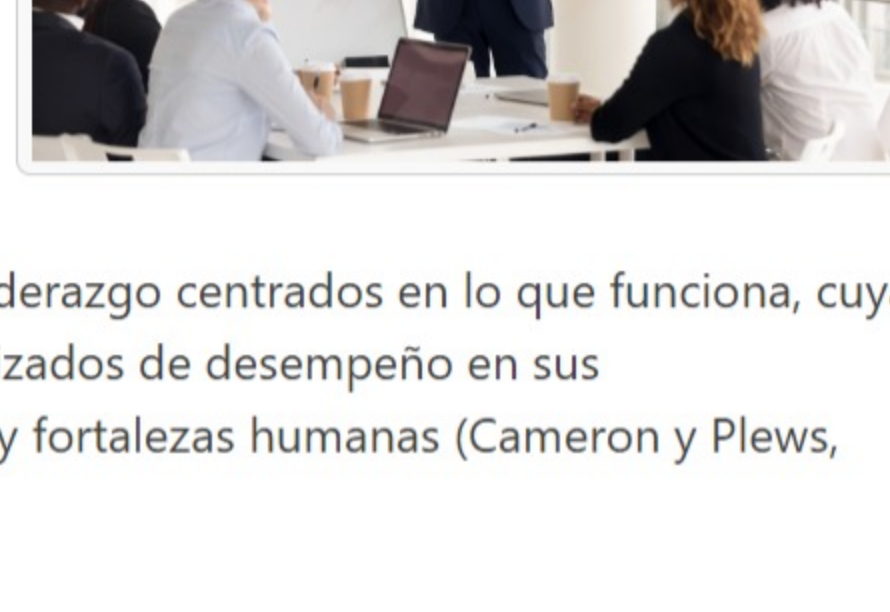 derazgo centrados en lo que funciona, cuy
izados de desempeño en sus
y fortalezas humanas (Cameron y Plews,